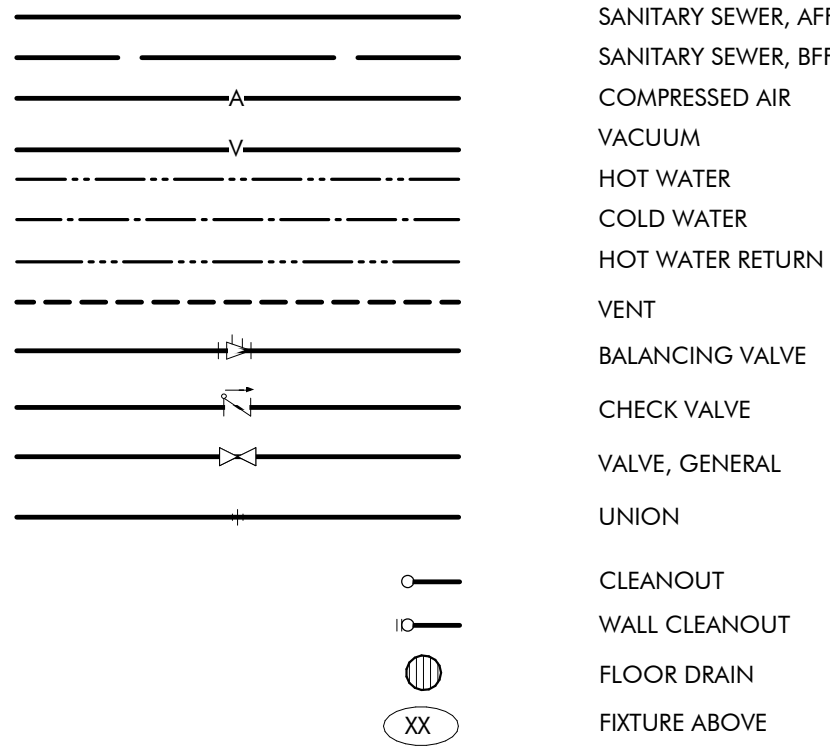 SANITARY SEWER, AFF
SANITARY SEWER, BFF
A COMPRESSED AIR
V VACUUM
HOT WATER
COLD WATER
HOT WATER RETURN
VENT
BALANCING VALVE
CHECK VALVE
VALVE, GENERAL
UNION
CLEANOUT
WALL CLEANOUT
FLOOR DRAIN
XX FIXTURE ABOVE